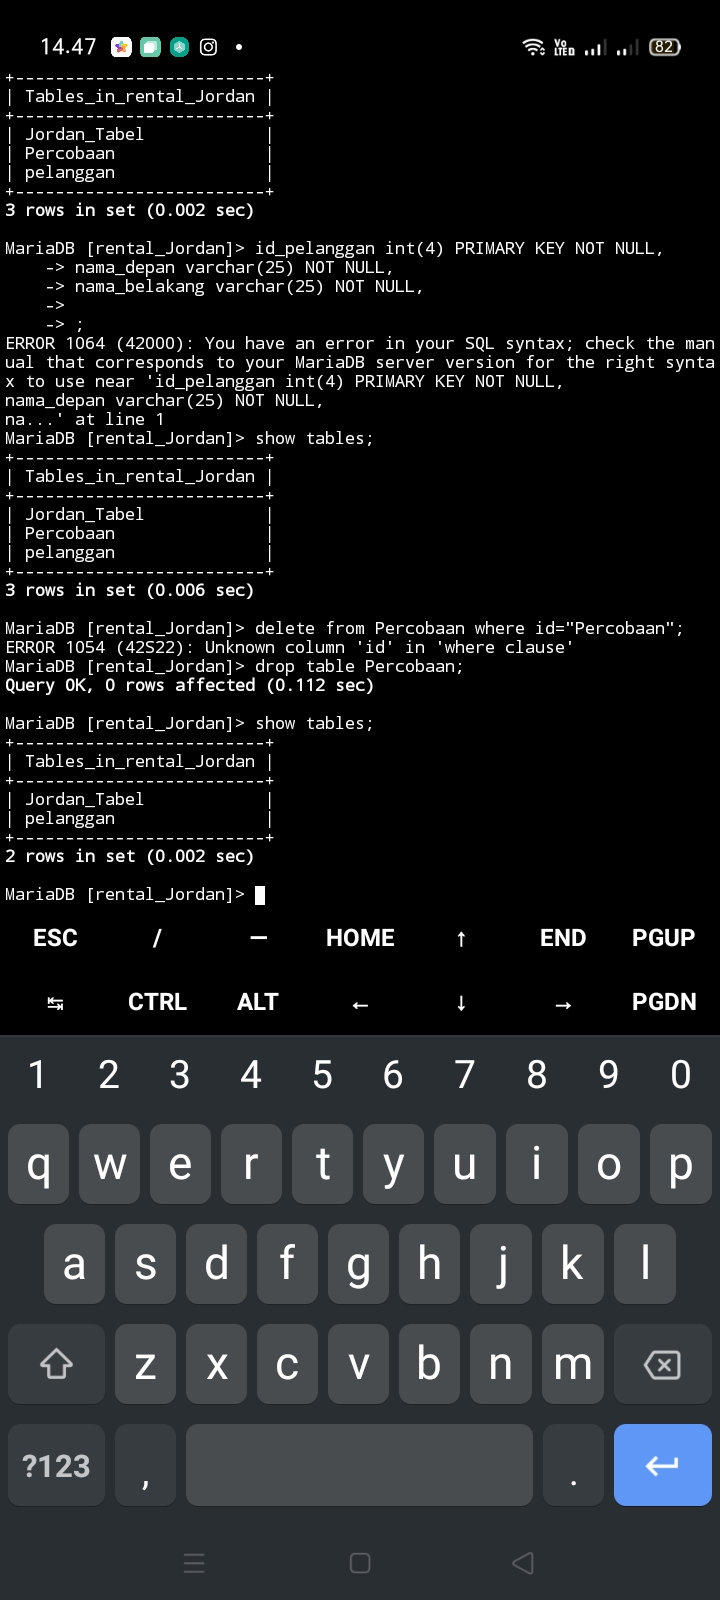 14.47
Vo
LTED
82
+------------------------+
| Tables_in_rental_Jordan |
+------------------------+
| Jordan_Tabel |
| Percobaan |
| pelanggan |
+------------------------+
3 rows in set (0.002 sec)
MariaDB [rental_Jordan]> id_pelanggan int(4) PRIMARY KEY NOT NULL,
-> nama_depan varchar(25) NOT NULL,
-> nama_belakang varchar(25) NOT NULL,
->
-> ;
ERROR 1064 (42000): You have an error in your SQL syntax; check the man
ual that corresponds to your MariaDB server version for the right synta
x to use near 'id_pelanggan int(4) PRIMARY KEY NOT NULL,
nama_depan varchar(25) NOT NULL,
na...' at line 1
MariaDB [rental_Jordan]> show tables;
+------------------------+
| Tables_in_rental_Jordan |
+------------------------+
| Jordan_Tabel |
| Percobaan |
| pelanggan |
+------------------------+
3 rows in set (0.006 sec)
MariaDB [rental_Jordan]> delete from Percobaan where id="Percobaan";
ERROR 1054 (42S22): Unknown column 'id' in 'where clause'
MariaDB [rental_Jordan]> drop table Percobaan;
Query OK, 0 rows affected (0.112 sec)
MariaDB [rental_Jordan]> show tables;
+------------------------+
| Tables_in_rental_Jordan |
+------------------------+
| Jordan_Tabel |
| pelanggan |
+------------------------+
2 rows in set (0.002 sec)
MariaDB [rental_Jordan]>
ESC / — HOME ↑ END PGUP
↹ CTRL ALT ← ↓ → PGDN
1 2 3 4 5 6 7 8 9 0
q w e r t y u i o p
a s d f g h j k l
z x c v b n m
?123 , .